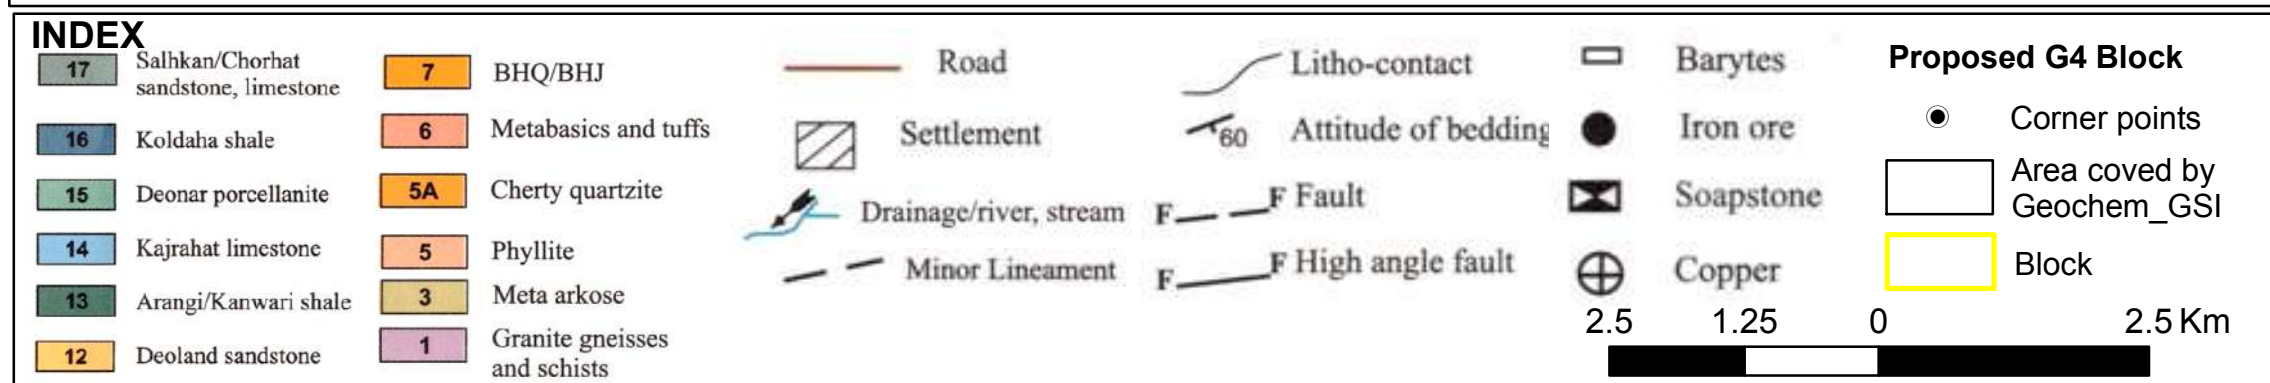 INDEX
17 Salhkan/Chorhat
sandstone, limestone
16 Koldaha shale
15 Deonar porcellanite
14 Kajrahat limestone
13 Arangi/Kanwari shale
12 Deoland sandstone
7 BHQ/BHJ
6 Metabasics and tuffs
5A Cherty quartzite
5 Phyllite
3 Meta arkose
1 Granite gneisses
and schists
Road
Settlement
Drainage/river, stream
Minor Lineament
Litho-contact
60 Attitude of bedding
F F Fault
F F High angle fault
Barytes
Iron ore
Soapstone
Copper
Proposed G4 Block
Corner points
Area coved by
Geochem_GSI
Block
2.5 1.25 0 2.5 Km